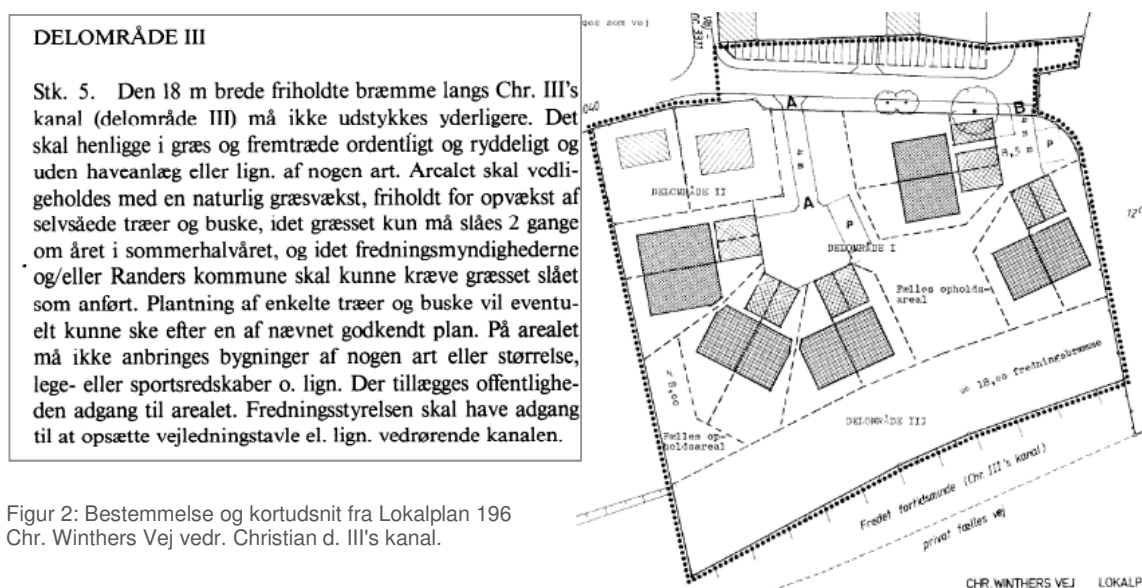 DELOMRÅDE III
Stk. 5. Den 18 m brede friholdte bræmme langs Chr. III's
kanal (delområde III) må ikke udstykkes yderligere. Det
skal henligge i græs og fremtræde ordentligt og ryddeligt og
uden haveanlæg eller lign. af nogen art. Arealet skal vedli-
geholdes med en naturlig græsvækst, friholdt for opvækst af
selvsåede træer og buske, idet græsset kun må slåes 2 gange
om året i sommerhalvåret, og idet fredningsmyndighederne
og/eller Randers kommune skal kunne kræve græsset slået
som anført. Plantning af enkelte træer og buske vil eventu-
elt kunne ske efter en af nævnet godkendt plan. På arealet
må ikke anbringes bygninger af nogen art eller størrelse,
lege- eller sportsredskaber o. lign. Der tillægges offentlighe-
den adgang til arealet. Fredningsstyrelsen skal have adgang
til at opsætte vejledningstavle el. lign. vedrørende kanalen.
Figur 2: Bestemmelse og kortudsnit fra Lokalplan 196
Chr. Winthers Vej vedr. Christian d. III's kanal.
som vej
040
A
B
4 m
8,5 m
P
DELOMRÅDE II
A
P
DELOMRÅDE I
Fælles opholds-
areal
∞ 18,00 fredningsbræmme
9,00
DELOMRÅDE III
Fælles op-
holdsareal
Fredet fortidsminde (Chr. III's kanal)
privat fælles vej
CHR. WINTHERS VEJ LOKALP